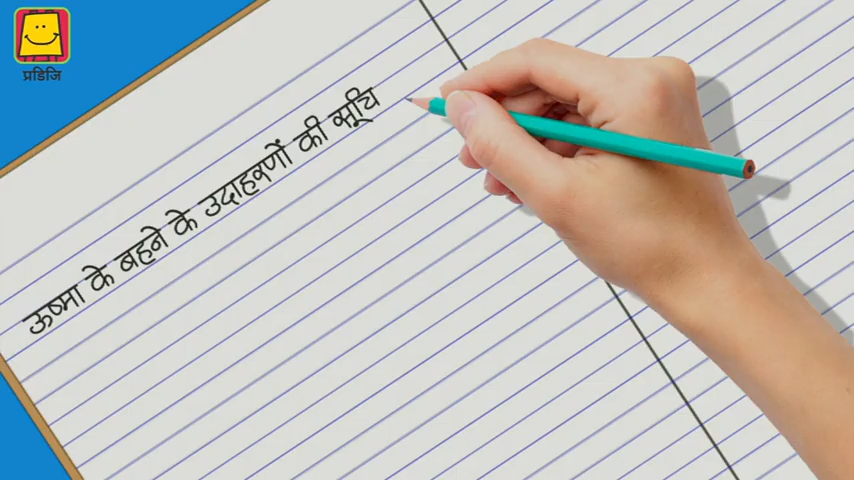 प्रडिजि
ऊष्मा के बहने के उदाहरणों की सूचि